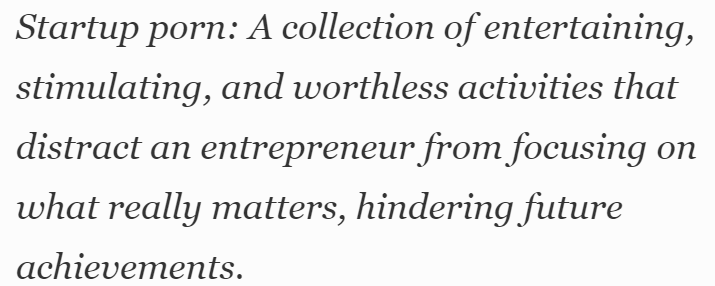 Startup porn: A collection of entertaining,
stimulating, and worthless activities that
distract an entrepreneur from focusing on
what really matters, hindering future
achievements.